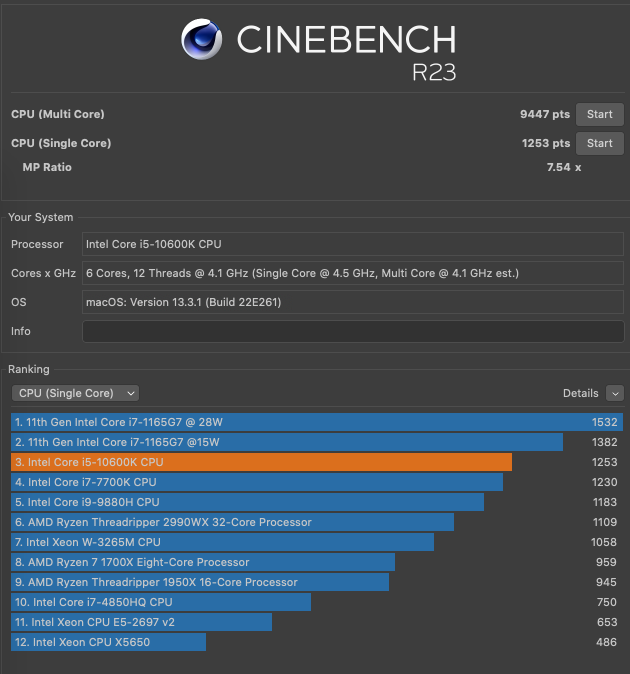 CINEBENCH
R23
CPU (Multi Core) 9447 pts Start
CPU (Single Core) 1253 pts Start
MP Ratio 7.54 x
Your System
Processor Intel Core i5-10600K CPU
Cores x GHz 6 Cores, 12 Threads @ 4.1 GHz (Single Core @ 4.5 GHz, Multi Core @ 4.1 GHz est.)
OS macOS: Version 13.3.1 (Build 22E261)
Info
Ranking
CPU (Single Core) Details
1. 11th Gen Intel Core i7-1165G7 @ 28W 1532
2. 11th Gen Intel Core i7-1165G7 @15W 1382
3. Intel Core i5-10600K CPU 1253
4. Intel Core i7-7700K CPU 1230
5. Intel Core i9-9880H CPU 1183
6. AMD Ryzen Threadripper 2990WX 32-Core Processor 1109
7. Intel Xeon W-3265M CPU 1058
8. AMD Ryzen 7 1700X Eight-Core Processor 959
9. AMD Ryzen Threadripper 1950X 16-Core Processor 945
10. Intel Core i7-4850HQ CPU 750
11. Intel Xeon CPU E5-2697 v2 653
12. Intel Xeon CPU X5650 486